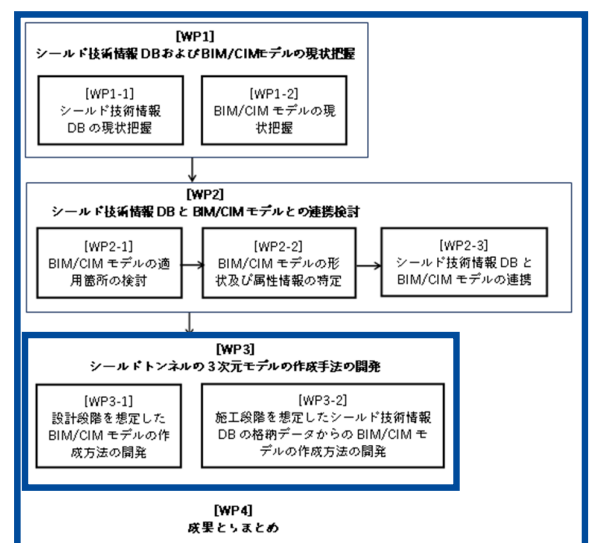 [WP1]
シールド技術情報DBおよびBIM/CIMモデルの現状把握
[WP1-1]
シールド技術情報
DBの現状把握
[WP1-2]
BIM/CIMモデルの現
状把握
[WP2]
シールド技術情報DBとBIM/CIMモデルとの連携検討
[WP2-1]
BIM/CIMモデルの適
用箇所の検討
[WP2-2]
BIM/CIMモデルの形
状及び属性情報の特定
[WP2-3]
シールド技術情報DBと
BIM/CIMモデルの連携
[WP3]
シールドトンネルの3次元モデルの作成手法の開発
[WP3-1]
設計段階を想定した
BIM/CIMモデルの作
成方法の開発
[WP3-2]
施工段階を想定したシールド技術情報
DBの格納データからのBIM/CIMモ
デルの作成方法の開発
[WP4]
成果とりまとめ